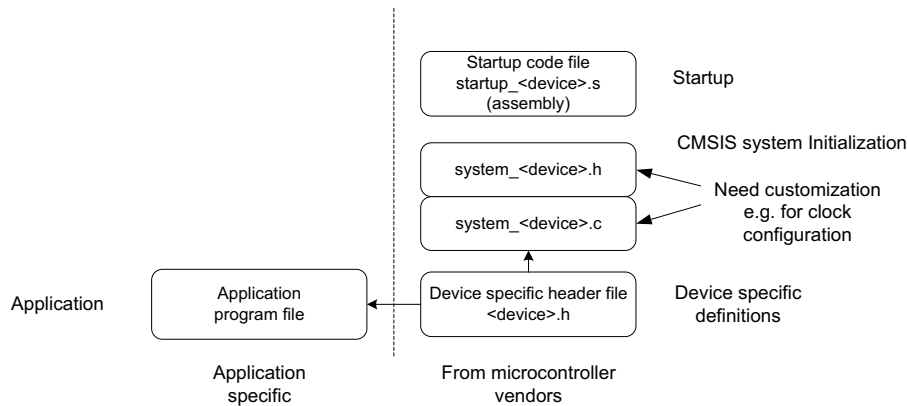 Startup code file
startup_<device>.s
(assembly)
Startup
CMSIS system Initialization
system_<device>.h
Need customization
e.g. for clock
configuration
system_<device>.c
Application
Application
program file
Device specific header file
<device>.h
Device specific
definitions
Application
specific
From microcontroller
vendors